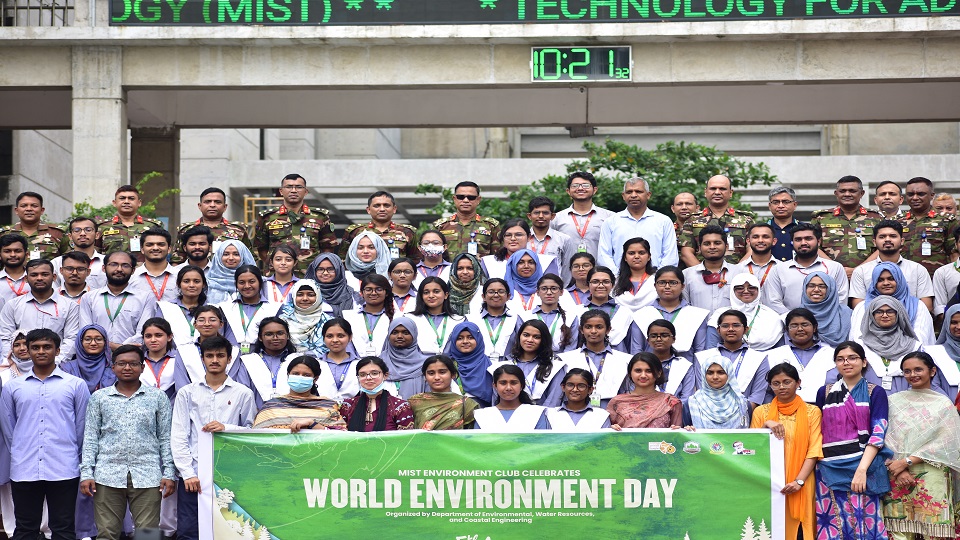 OGY (MIST) ** * TECHNOLOGY FOR AD
10:21 32
MIST ENVIRONMENT CLUB CELEBRATES
WORLD ENVIRONMENT DAY
Organized by Department of Environmental, Water Resources,
and Coastal Engineering